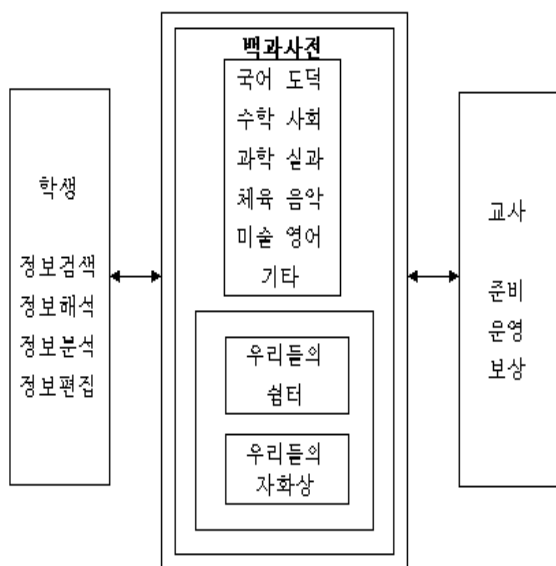 학생
정보검색
정보해석
정보분석
정보편집
백과사전
국어 도덕
수학 사회
과학 실과
체육 음악
미술 영어
기타
우리들의
쉼터
우리들의
자화상
교사
준비
운영
보상